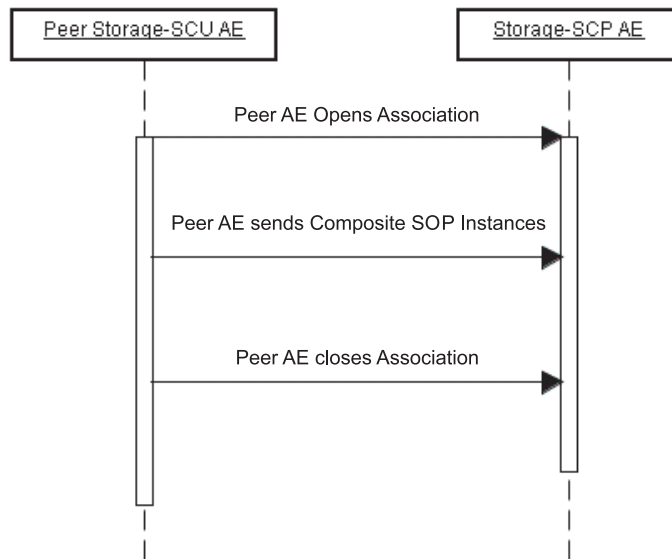 Peer Storage-SCU AE
Storage-SCP AE
Peer AE Opens Association
Peer AE sends Composite SOP Instances
Peer AE closes Association